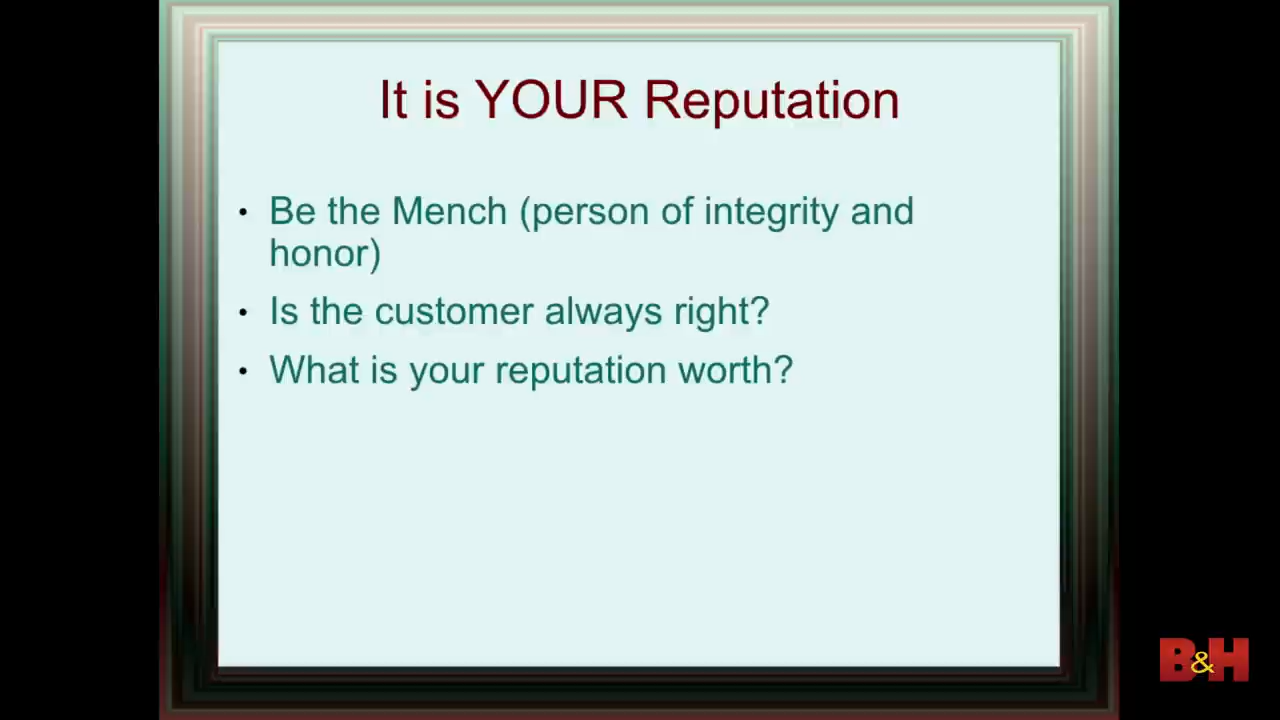 It is YOUR Reputation
• Be the Mench (person of integrity and
honor)
• Is the customer always right?
• What is your reputation worth?
B&H